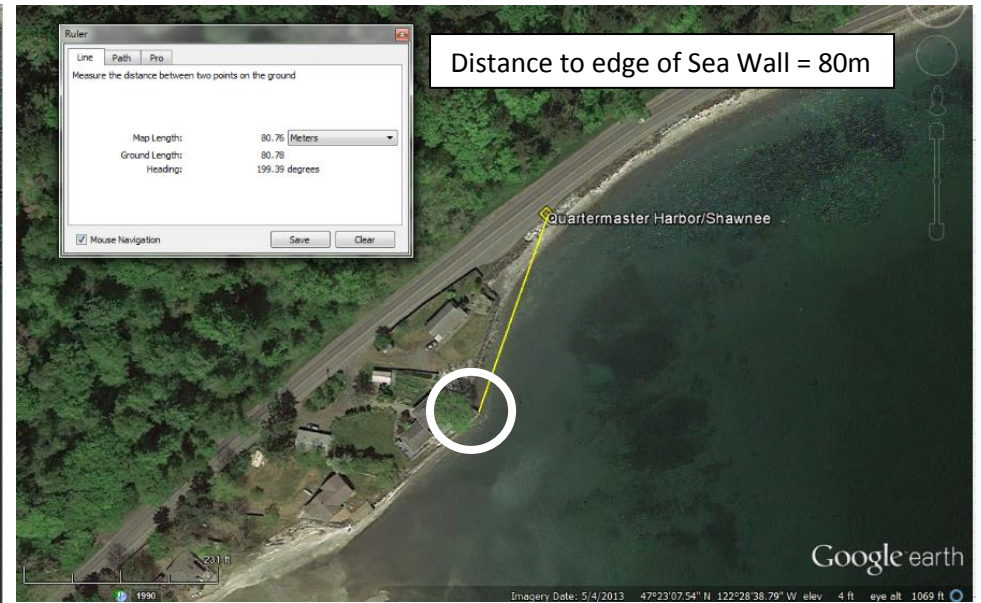 Ruler
Line Path Pro
Measure the distance between two points on the ground
Map Length: 80.76 Meters
Ground Length: 80.78
Heading: 199.39 degrees
Mouse Navigation Save Clear
Distance to edge of Sea Wall = 80m
Quartermaster Harbor/Shawnee
231 ft
1990
Google earth
Imagery Date: 5/4/2013 47°23'07.54" N 122°28'38.79" W elev 4 ft eye alt 1069 ft